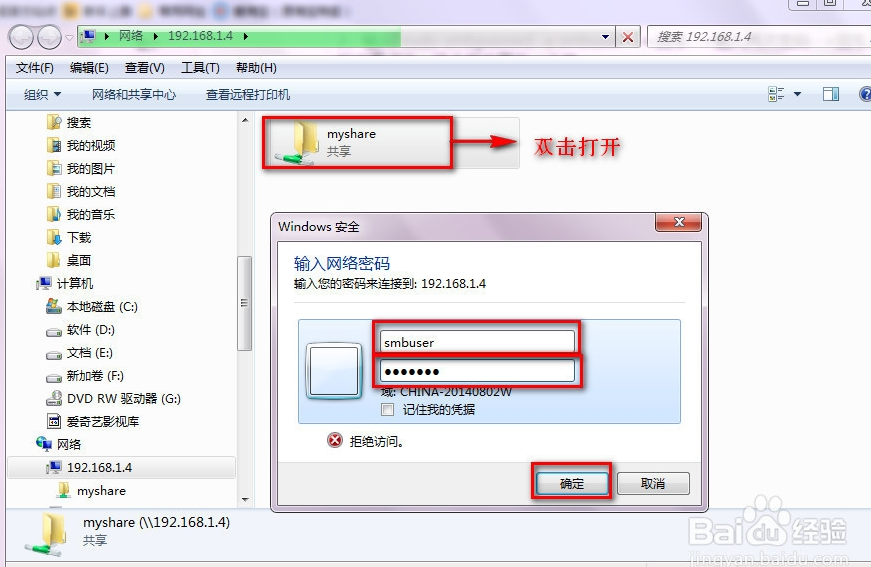 网络 192.168.1.4
搜索 192.168.1.4
文件(F) 编辑(E) 查看(V) 工具(T) 帮助(H)
组织 网络和共享中心 查看远程打印机
搜索
我的视频
我的图片
我的文档
我的音乐
下载
桌面
计算机
本地磁盘 (C:)
软件 (D:)
文档 (E:)
新加卷 (F:)
DVD RW 驱动器 (G:)
爱奇艺影视库
网络
192.168.1.4
myshare
myshare
共享
双击打开
Windows 安全
输入网络密码
输入您的密码来连接到: 192.168.1.4
smbuser
●●●●●●●
域: CHINA-20140802W
记住我的凭据
拒绝访问。
确定 取消
myshare (\\192.168.1.4)
共享
Baidu 经验
jingyan.baidu.com